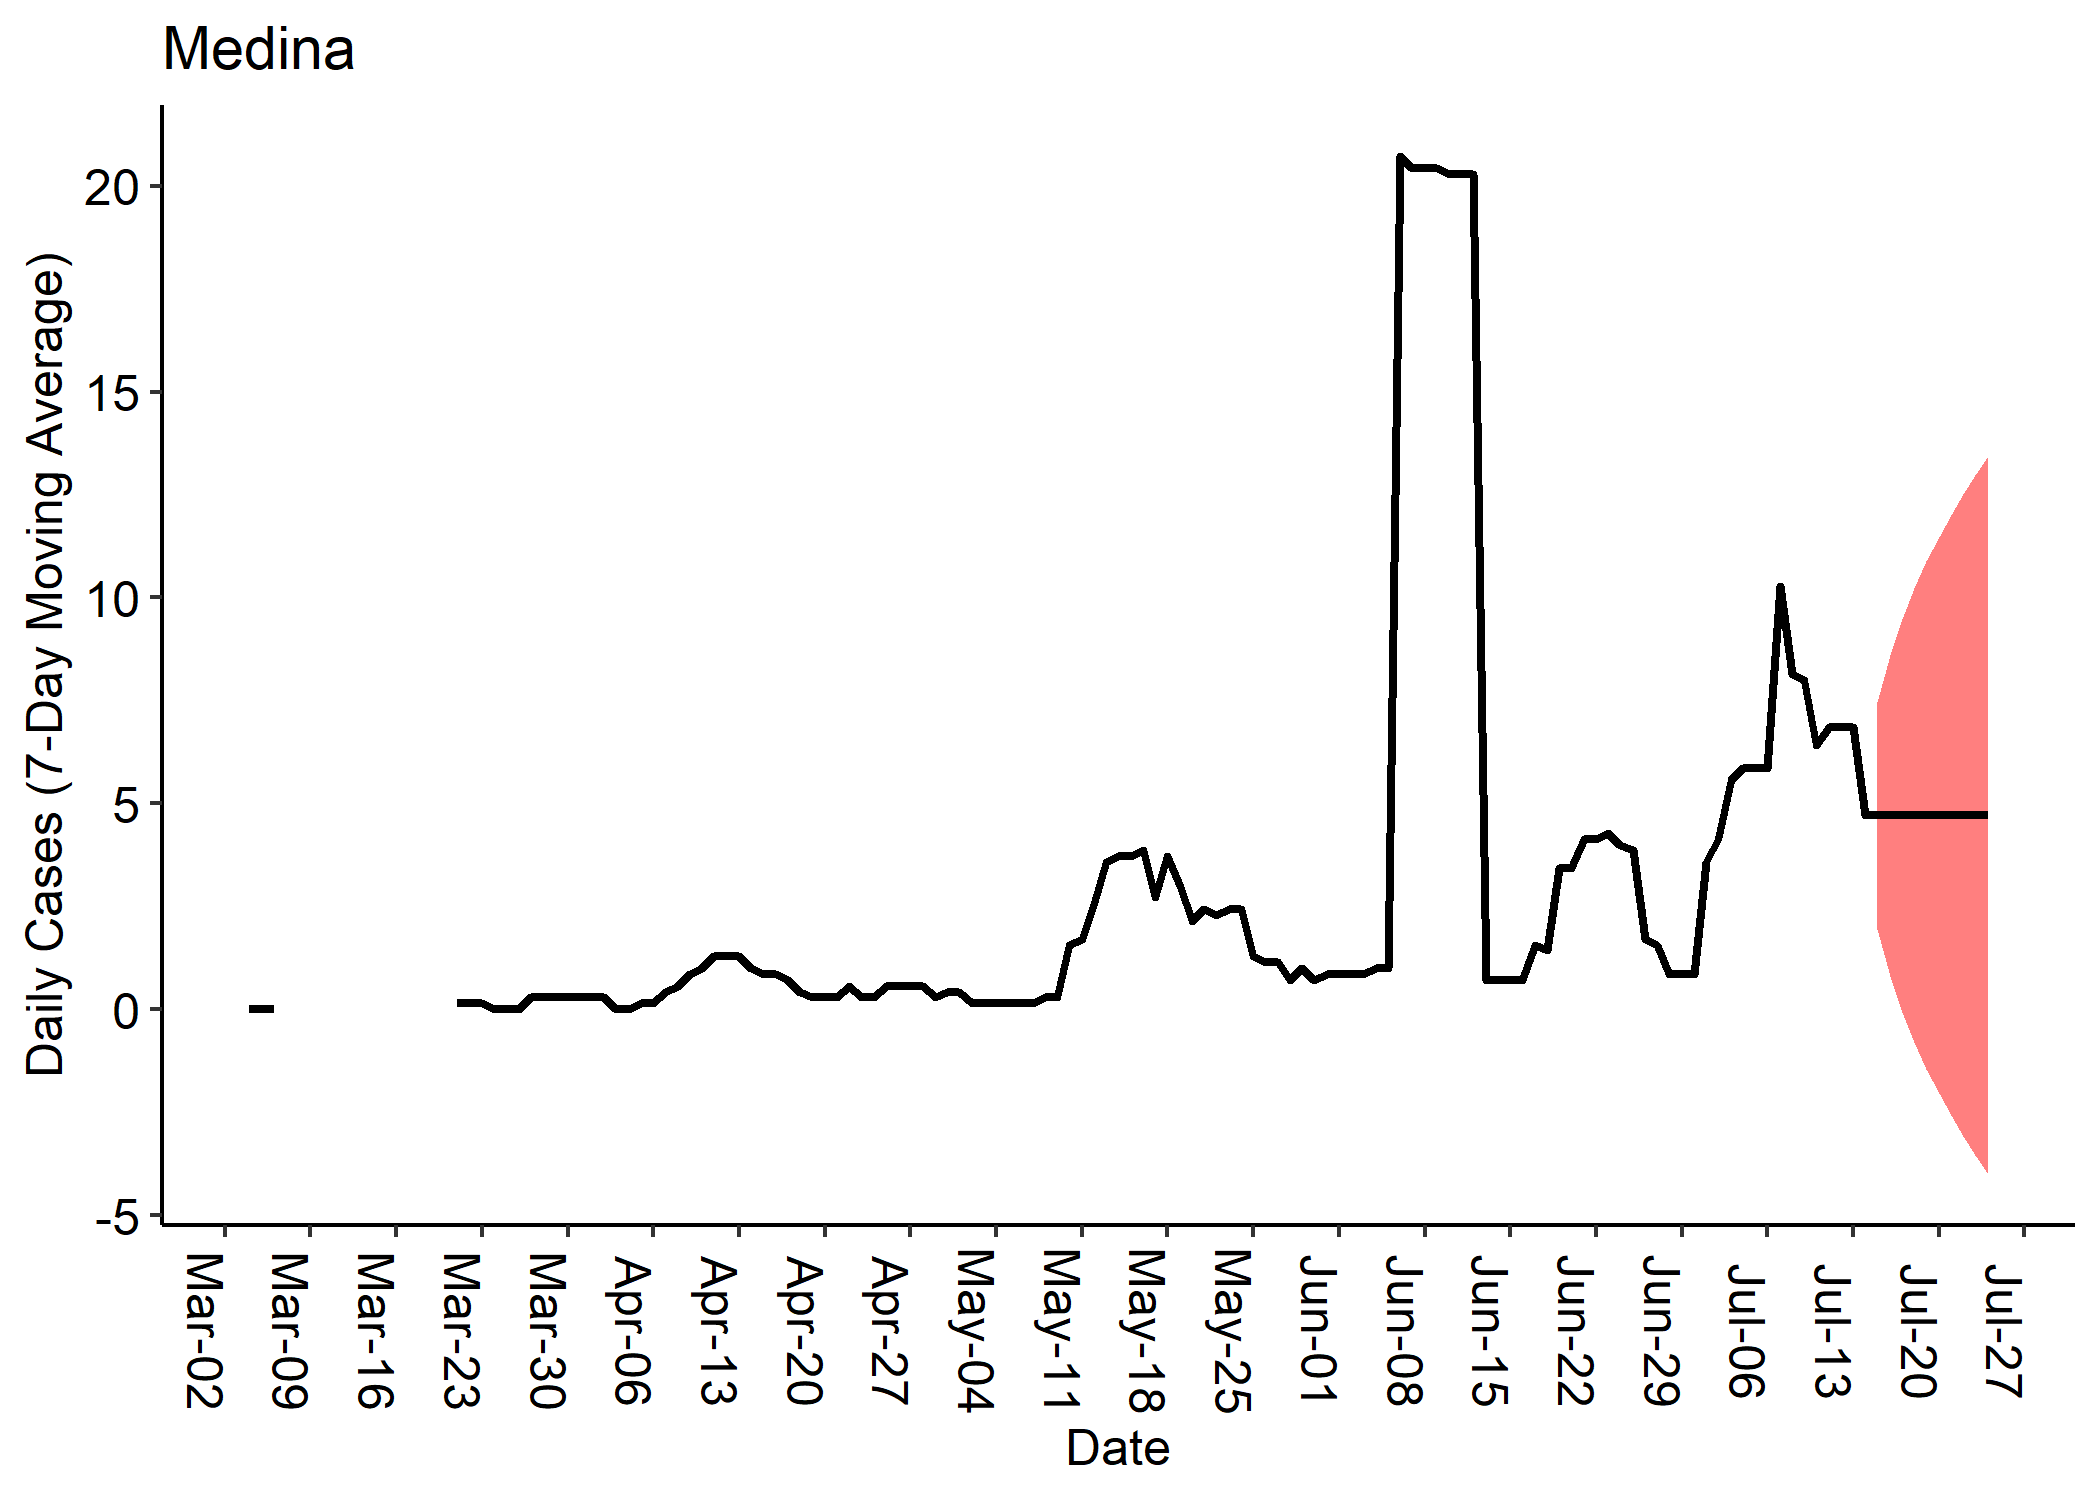 Medina
Daily Cases (7-Day Moving Average)
20
15
10
5
0
-5
Mar-02
Mar-09
Mar-16
Mar-23
Mar-30
Apr-06
Apr-13
Apr-20
Apr-27
May-04
May-11
May-18
May-25
Jun-01
Jun-08
Jun-15
Jun-22
Jun-29
Jul-06
Jul-13
Jul-20
Jul-27
Date